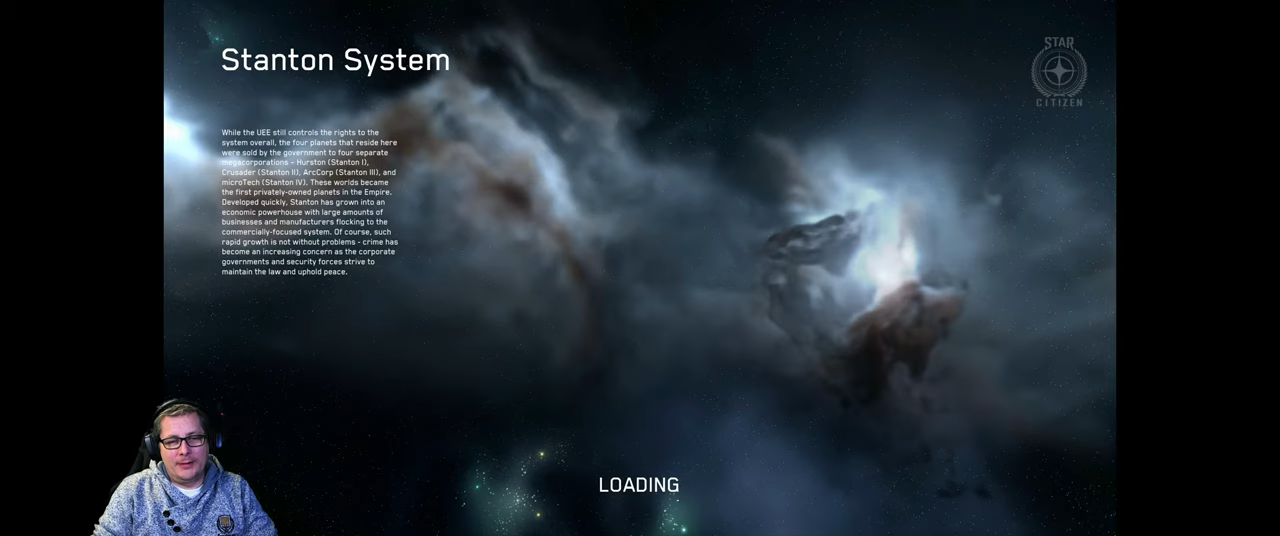 Stanton System
STAR
CITIZEN
While the UEE still controls the rights to the
system overall, the four planets that reside here
were sold by the government to four separate
megacorporations - Hurston (Stanton I),
Crusader (Stanton II), ArcCorp (Stanton III), and
microTech (Stanton IV). These worlds became
the first privately-owned planets in the Empire.
Developed quickly, Stanton has grown into an
economic powerhouse with large amounts of
businesses and manufacturers flocking to the
commercially-focused system. Of course, such
rapid growth is not without problems - crime has
become an increasing concern as the corporate
governments and security forces strive to
maintain the law and uphold peace.
LOADING